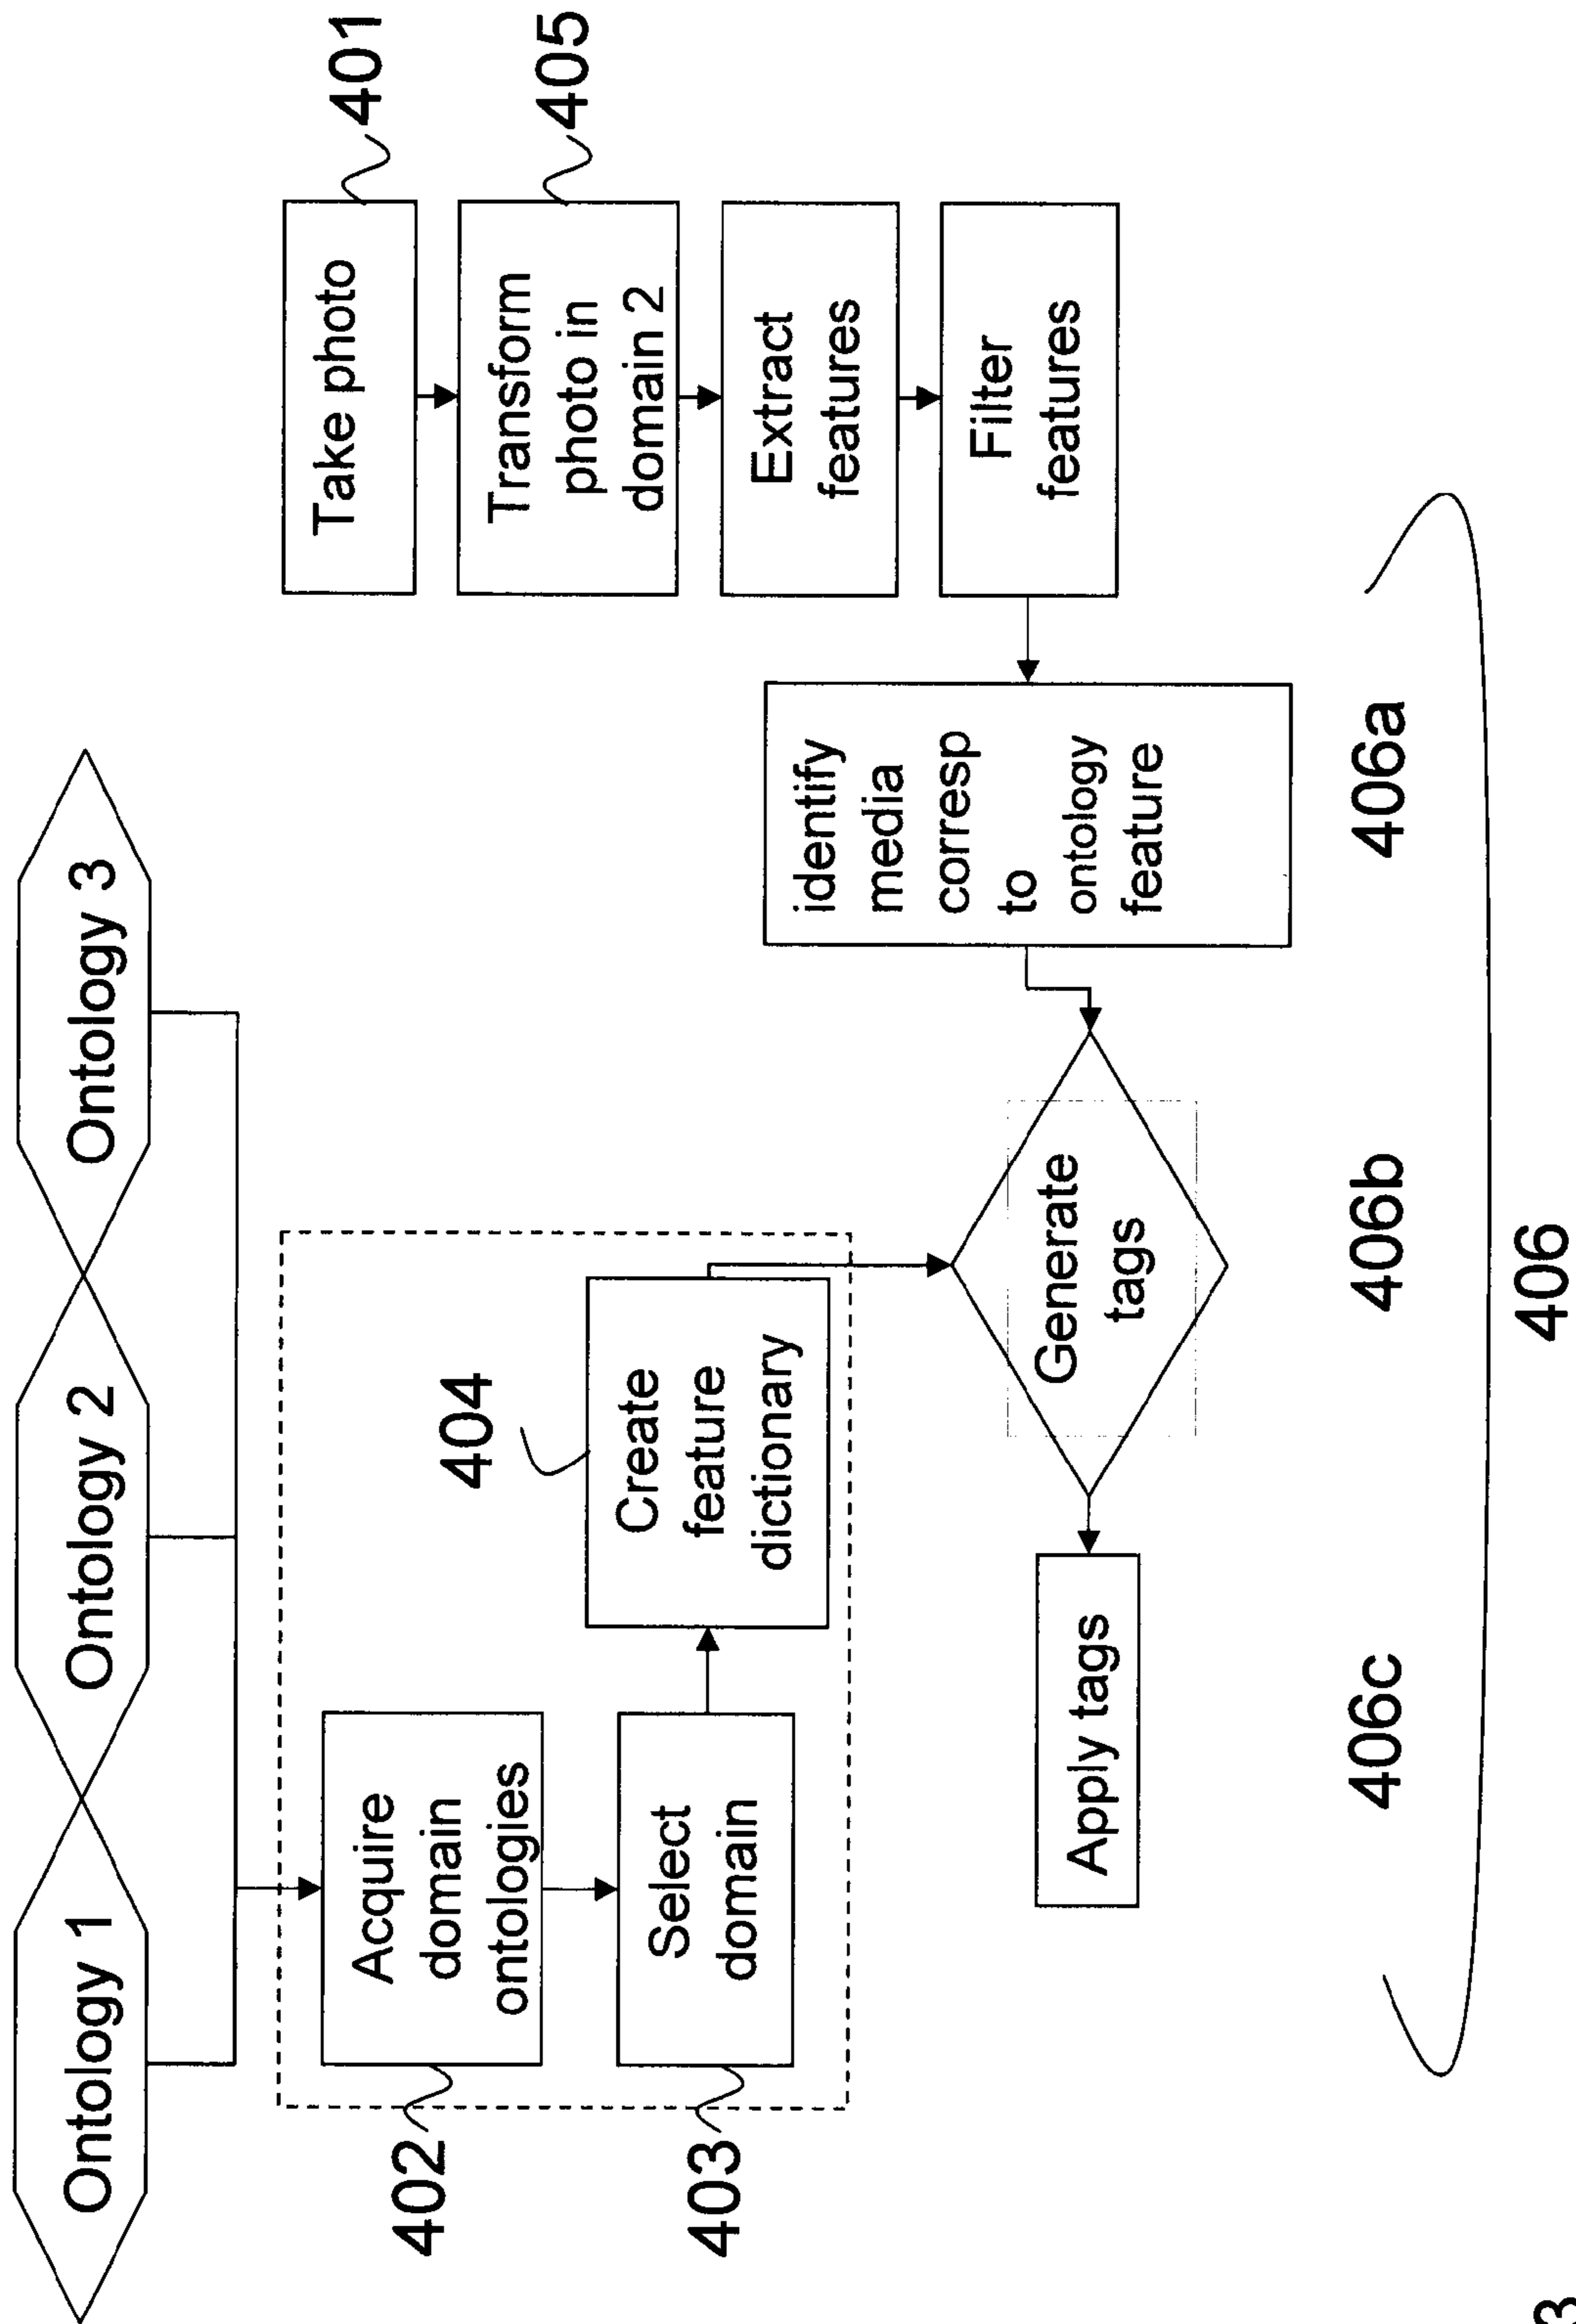 Ontology 1
Ontology 2
Ontology 3
402
Acquire
domain
ontologies
403
Select
domain
404
Create
feature
dictionary
Take photo
401
Transform
photo in
domain 2
405
Extract
features
Filter
features
identify
media
corresp
to
ontology
feature
Generate
tags
Apply tags
406c
406b
406a
406